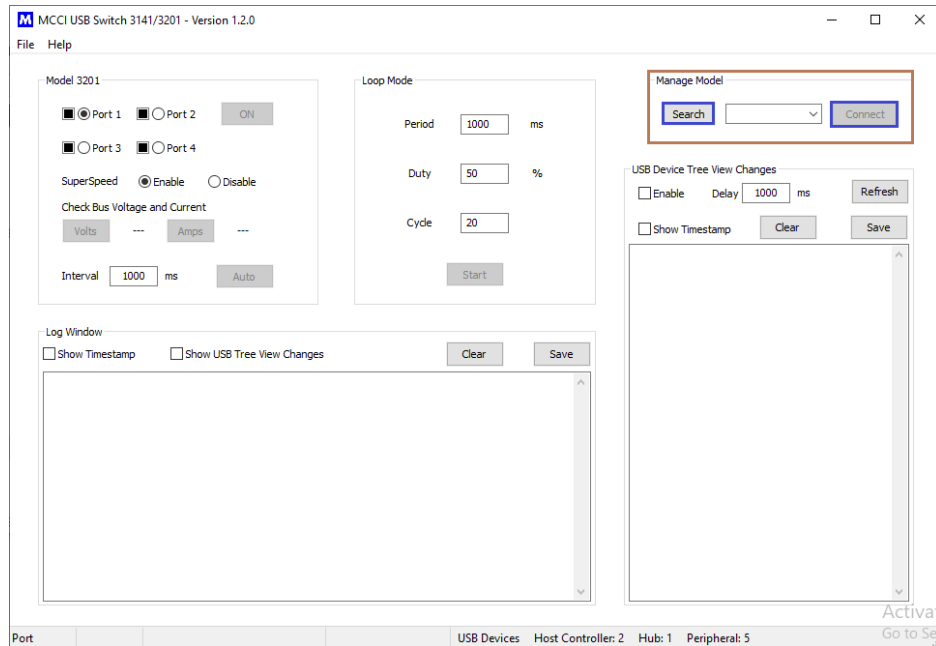 M MCCI USB Switch 3141/3201 - Version 1.2.0
File Help
Model 3201
Port 1 Port 2 ON
Port 3 Port 4
SuperSpeed Enable Disable
Check Bus Voltage and Current
Volts --- Amps ---
Interval 1000 ms Auto
Loop Mode
Period 1000 ms
Duty 50 %
Cycle 20
Start
Manage Model
Search Connect
USB Device Tree View Changes
Enable Delay 1000 ms Refresh
Show Timestamp Clear Save
Log Window
Show Timestamp Show USB Tree View Changes Clear Save
Port USB Devices Host Controller: 2 Hub: 1 Peripheral: 5
Activa
Go to Se